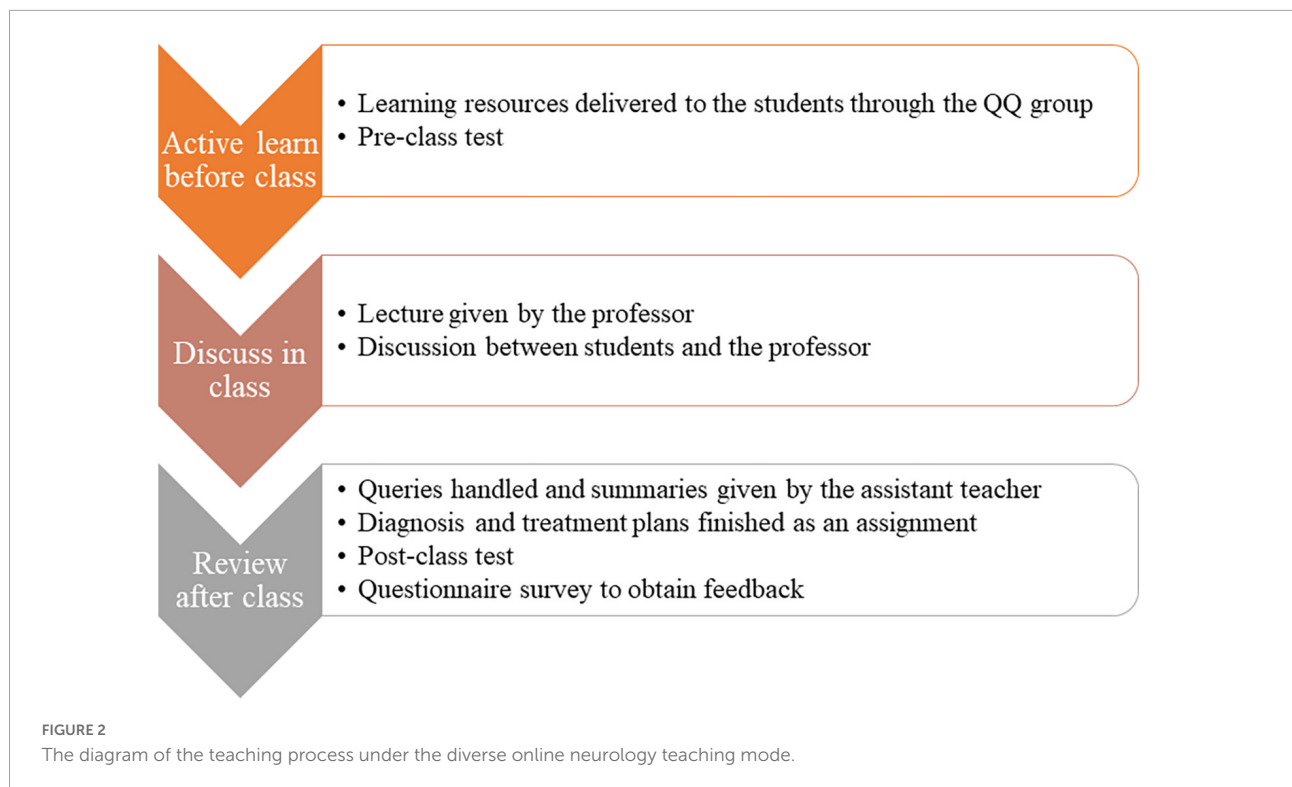 Active learn
before class
• Learning resources delivered to the students through the QQ group
• Pre-class test
Discuss in
class
• Lecture given by the professor
• Discussion between students and the professor
Review
after class
• Queries handled and summaries given by the assistant teacher
• Diagnosis and treatment plans finished as an assignment
• Post-class test
• Questionnaire survey to obtain feedback
FIGURE 2
The diagram of the teaching process under the diverse online neurology teaching mode.